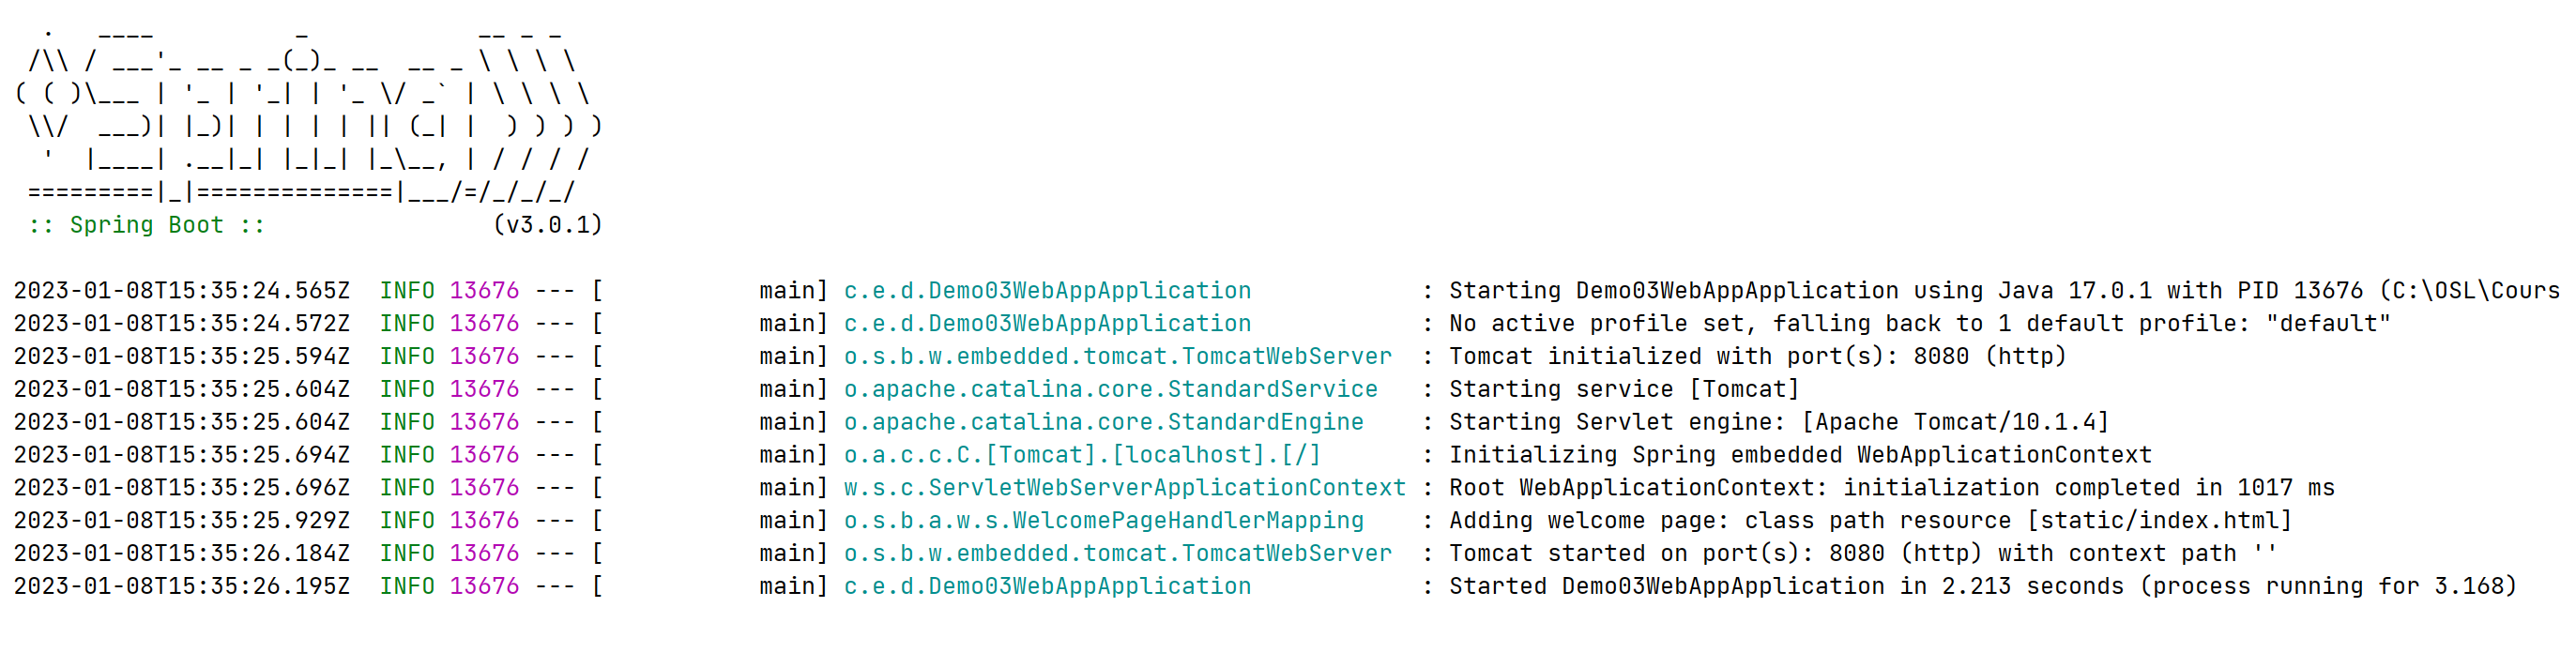 .   ____          _            __ _ _
 /\\ / ___'_ __ _ _(_)_ __  __ _ \ \ \ \
( ( )\___ | '_ | '_| | '_ \/ _` | \ \ \ \
 \\/  ___)| |_)| | | | | || (_| |  ) ) ) )
  '  |____| .__|_| |_|_| |_\__, | / / / /
 =========|_|==============|___/=/_/_/_/
 :: Spring Boot ::                (v3.0.1)

2023-01-08T15:35:24.565Z  INFO 13676 --- [           main] c.e.d.Demo03WebAppApplication            : Starting Demo03WebAppApplication using Java 17.0.1 with PID 13676 (C:\OSL\Cours
2023-01-08T15:35:24.572Z  INFO 13676 --- [           main] c.e.d.Demo03WebAppApplication            : No active profile set, falling back to 1 default profile: "default"
2023-01-08T15:35:25.594Z  INFO 13676 --- [           main] o.s.b.w.embedded.tomcat.TomcatWebServer  : Tomcat initialized with port(s): 8080 (http)
2023-01-08T15:35:25.604Z  INFO 13676 --- [           main] o.apache.catalina.core.StandardService   : Starting service [Tomcat]
2023-01-08T15:35:25.604Z  INFO 13676 --- [           main] o.apache.catalina.core.StandardEngine    : Starting Servlet engine: [Apache Tomcat/10.1.4]
2023-01-08T15:35:25.694Z  INFO 13676 --- [           main] o.a.c.c.C.[Tomcat].[localhost].[/]       : Initializing Spring embedded WebApplicationContext
2023-01-08T15:35:25.696Z  INFO 13676 --- [           main] w.s.c.ServletWebServerApplicationContext : Root WebApplicationContext: initialization completed in 1017 ms
2023-01-08T15:35:25.929Z  INFO 13676 --- [           main] o.s.b.a.w.s.WelcomePageHandlerMapping    : Adding welcome page: class path resource [static/index.html]
2023-01-08T15:35:26.184Z  INFO 13676 --- [           main] o.s.b.w.embedded.tomcat.TomcatWebServer  : Tomcat started on port(s): 8080 (http) with context path ''
2023-01-08T15:35:26.195Z  INFO 13676 --- [           main] c.e.d.Demo03WebAppApplication            : Started Demo03WebAppApplication in 2.213 seconds (process running for 3.168)